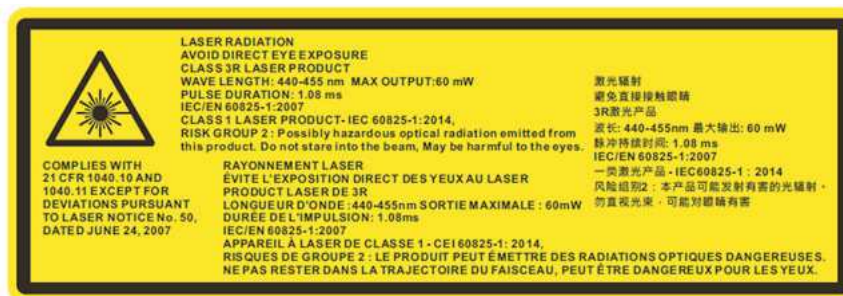 LASER RADIATION
AVOID DIRECT EYE EXPOSURE
CLASS 3R LASER PRODUCT
WAVE LENGTH: 440-455 nm MAX OUTPUT:60 mW
PULSE DURATION: 1.08 ms
IEC/EN 60825-1:2007
CLASS 1 LASER PRODUCT- IEC 60825-1:2014,
RISK GROUP 2 : Possibly hazardous optical radiation emitted from
this product. Do not stare into the beam, May be harmful to the eyes.
COMPLIES WITH
21 CFR 1040.10 AND
1040.11 EXCEPT FOR
DEVIATIONS PURSUANT
TO LASER NOTICE No. 50,
DATED JUNE 24, 2007
RAYONNEMENT LASER
ÉVITE L'EXPOSITION DIRECT DES YEUX AU LASER
PRODUCT LASER DE 3R
LONGUEUR D'ONDE :440-455nm SORTIE MAXIMALE : 60mW
DURÉE DE L'IMPULSION: 1.08ms
IEC/EN 60825-1:2007
APPAREIL À LASER DE CLASSE 1 - CEI 60825-1: 2014,
RISQUES DE GROUPE 2 : LE PRODUIT PEUT ÉMETTRE DES RADIATIONS OPTIQUES DANGEREUSES.
NE PAS RESTER DANS LA TRAJECTOIRE DU FAISCEAU, PEUT ÊTRE DANGEREUX POUR LES YEUX.
激光辐射
避免直接接触眼睛
3R激光产品
波长: 440-455nm 最大输出: 60 mW
脉冲持续时间: 1.08 ms
IEC/EN 60825-1:2007
一类激光产品 - IEC60825-1 : 2014
风险组别2 : 本产品可能发射有害的光辐射。
勿直视光束，可能对眼睛有害